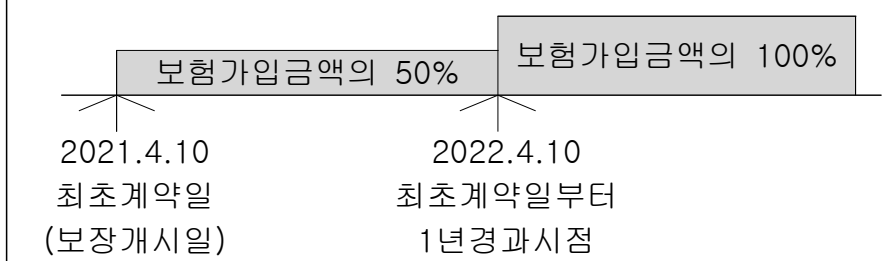 보험가입금액의 50%
보험가입금액의 100%
2021.4.10
최초계약일
(보장개시일)
2022.4.10
최초계약일부터
1년경과시점